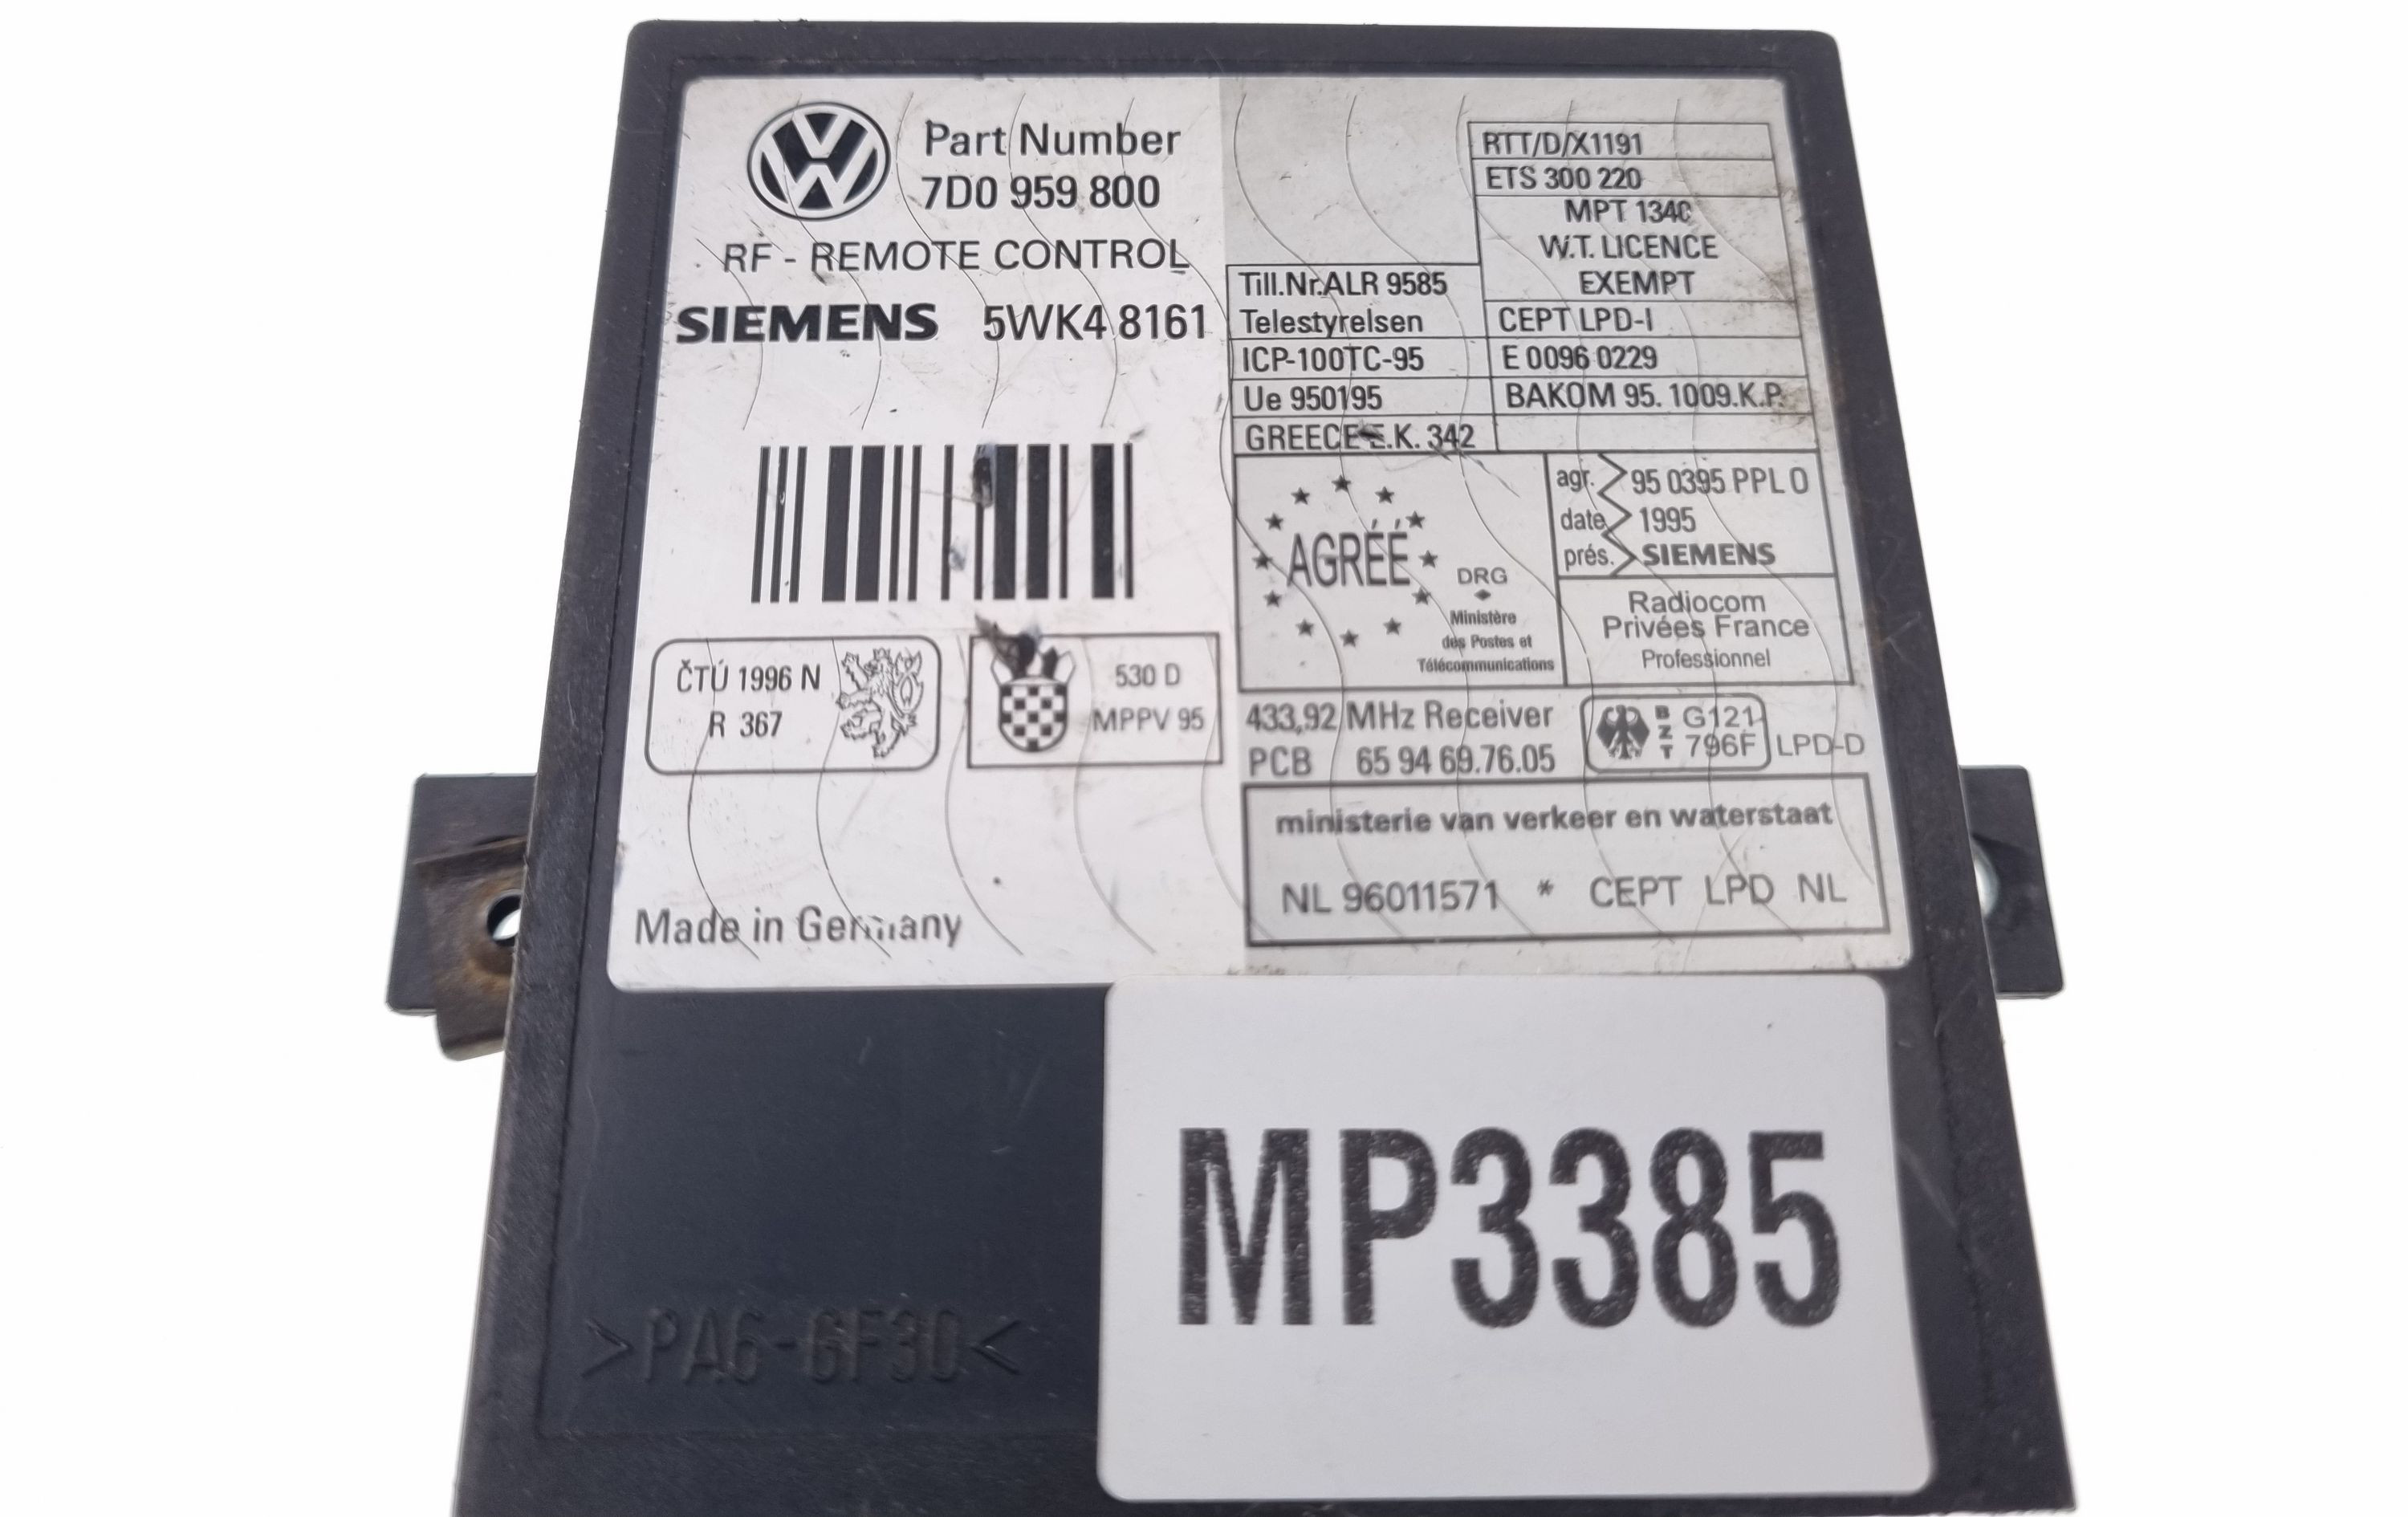 Part Number
7D0 959 800
RF - REMOTE CONTROL
SIEMENS 5WK4 8161
ČTÚ 1996 N
R 367
530 D
MPPV 95
Made in Germany
RTT/D/X1191
ETS 300 220
MPT 1340
W.T. LICENCE
EXEMPT
Till.Nr.ALR 9585
Telestyrelsen
CEPT LPD-I
ICP-100TC-95
E 0096 0229
Ue 950195
BAKOM 95. 1009.K.P.
GREECE E.K. 342
AGRÉÉ
DRG
Ministère
des Postes et
Télécommunications
agr. 95 0395 PPL 0
date 1995
prés. SIEMENS
Radiocom
Privées France
Professionnel
433,92 MHz Receiver
PCB 65 94 69.76.05
BZT
G121
796F
LPD-D
ministerie van verkeer en waterstaat
NL 96011571 * CEPT LPD NL
MP3385
>PA6-GF30<